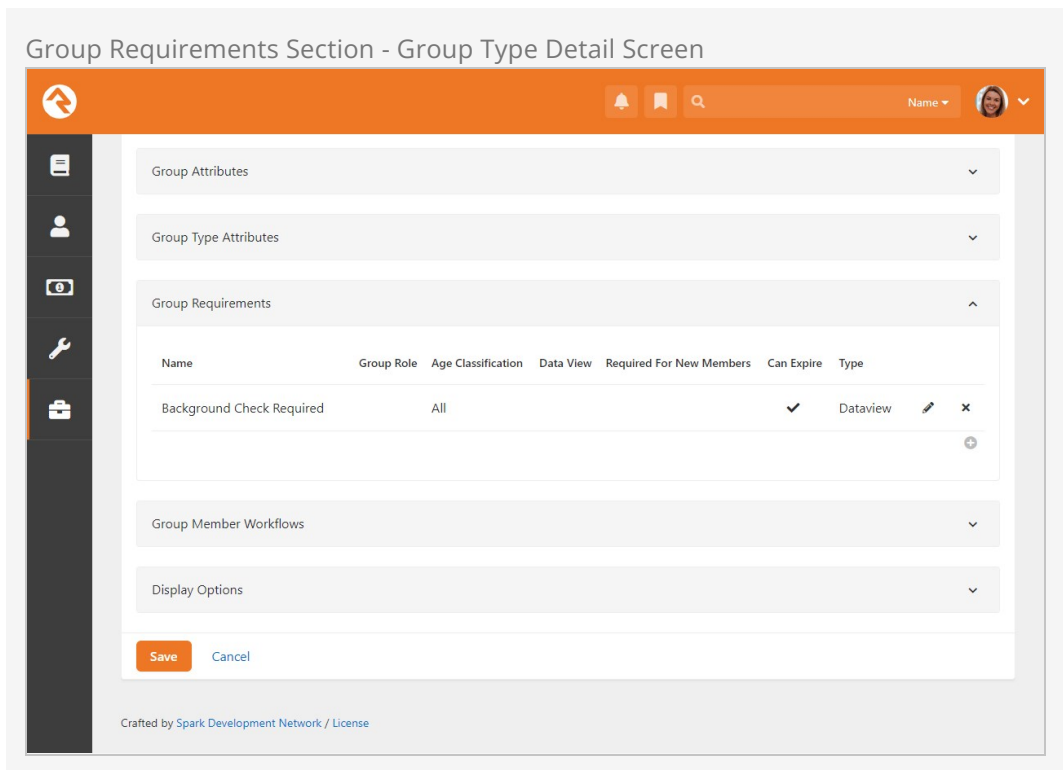 Group Requirements Section - Group Type Detail Screen
Name
Group Attributes
Group Type Attributes
Group Requirements
Name Group Role Age Classification Data View Required For New Members Can Expire Type
Background Check Required All Dataview
Group Member Workflows
Display Options
Save Cancel
Crafted by Spark Development Network / License